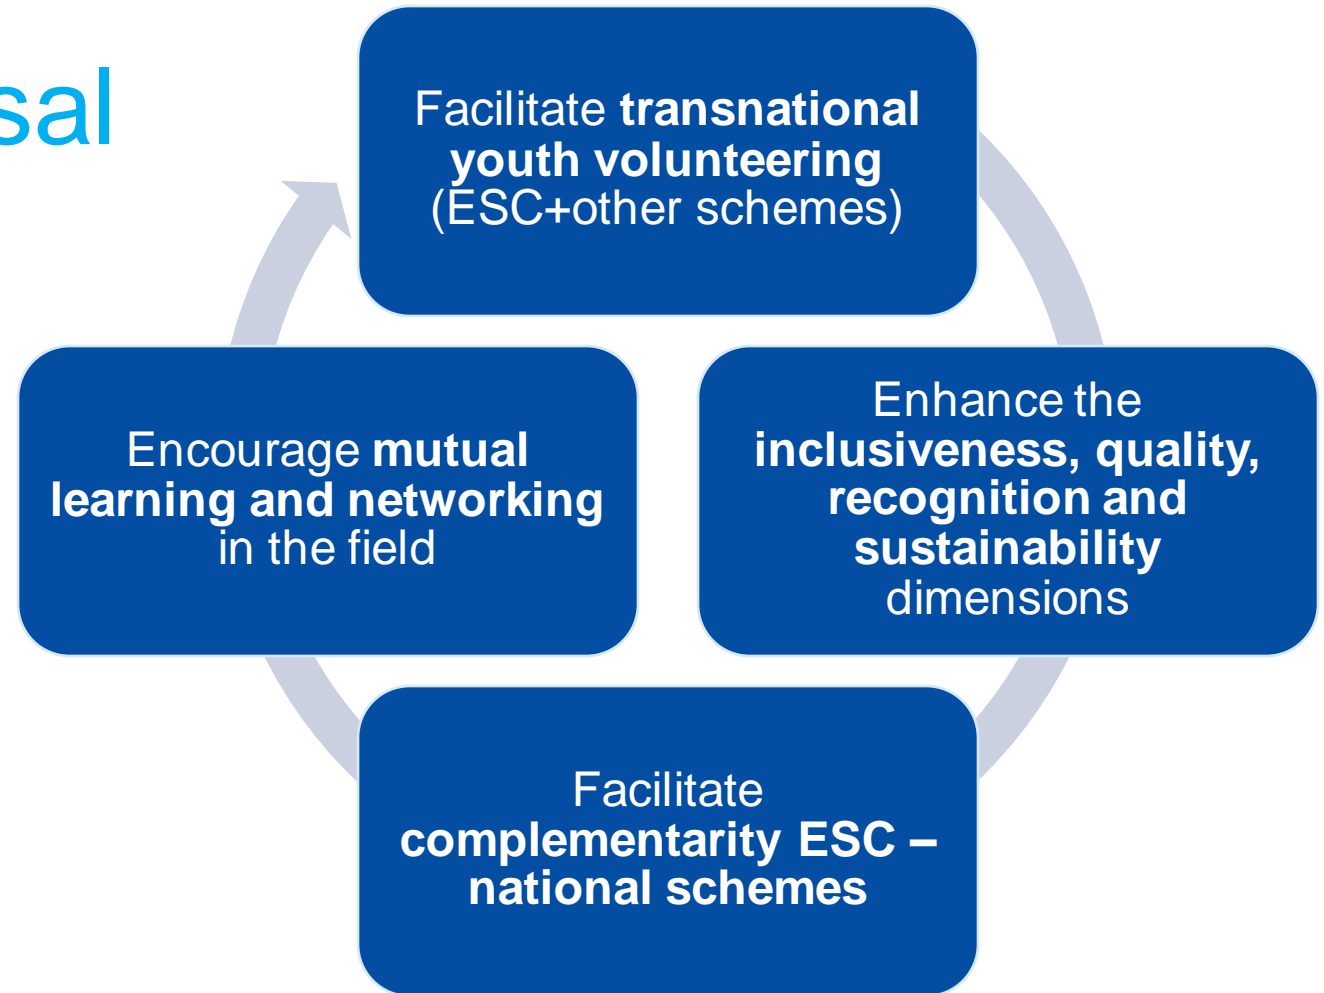 sal
Facilitate transnational
youth volunteering
(ESC+other schemes)
Enhance the
inclusiveness, quality,
recognition and
sustainability
dimensions
Facilitate
complementarity ESC –
national schemes
Encourage mutual
learning and networking
in the field